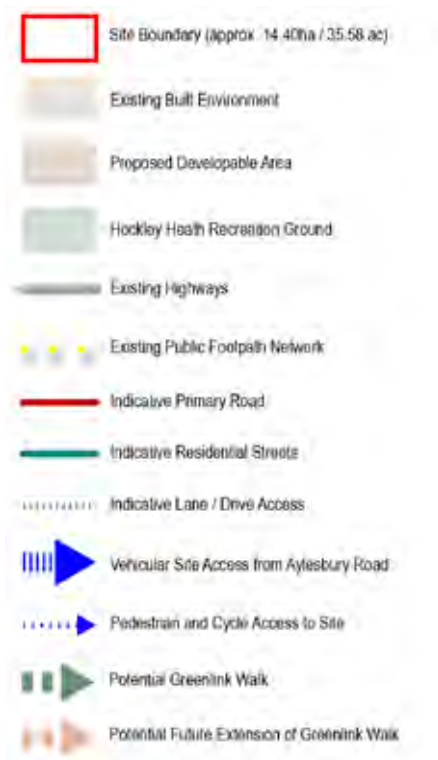 Site Boundary (approx. 14.40ha / 35.58 ac)
Existing Built Environment
Proposed Developable Area
Hockley Heath Recreation Ground
Existing Highways
Existing Public Footpath Network
Indicative Primary Road
Indicative Residential Streets
Indicative Lane / Drive Access
Vehicular Site Access from Aylesbury Road
Pedestrain and Cycle Access to Site
Potential Greenlink Walk
Potential Future Extension of Greenlink Walk